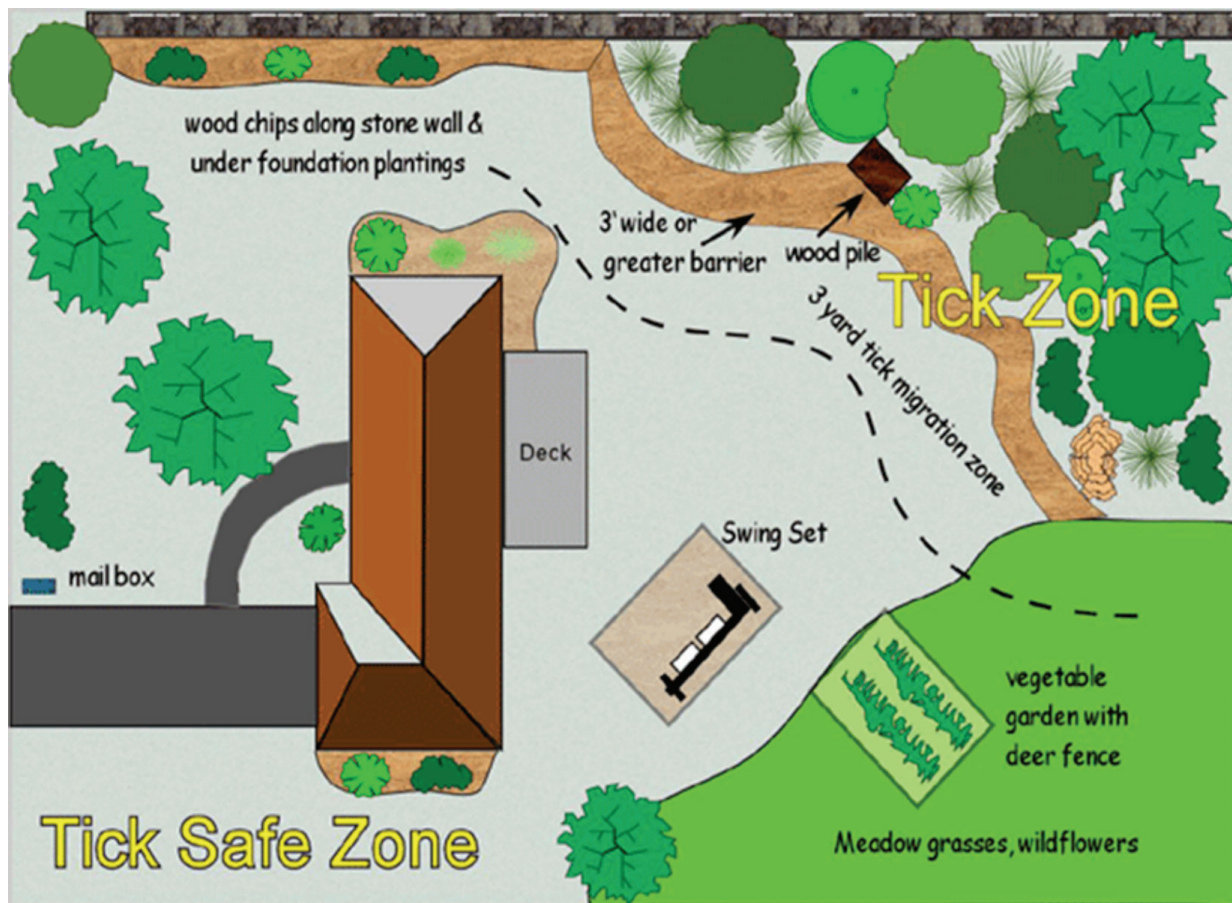 wood chips along stone wall &
under foundation plantings
3' wide or
greater barrier
wood pile
Tick Zone
3 yard tick migration zone
Deck
Swing Set
mail box
vegetable
garden with
deer fence
Tick Safe Zone
Meadow grasses, wildflowers